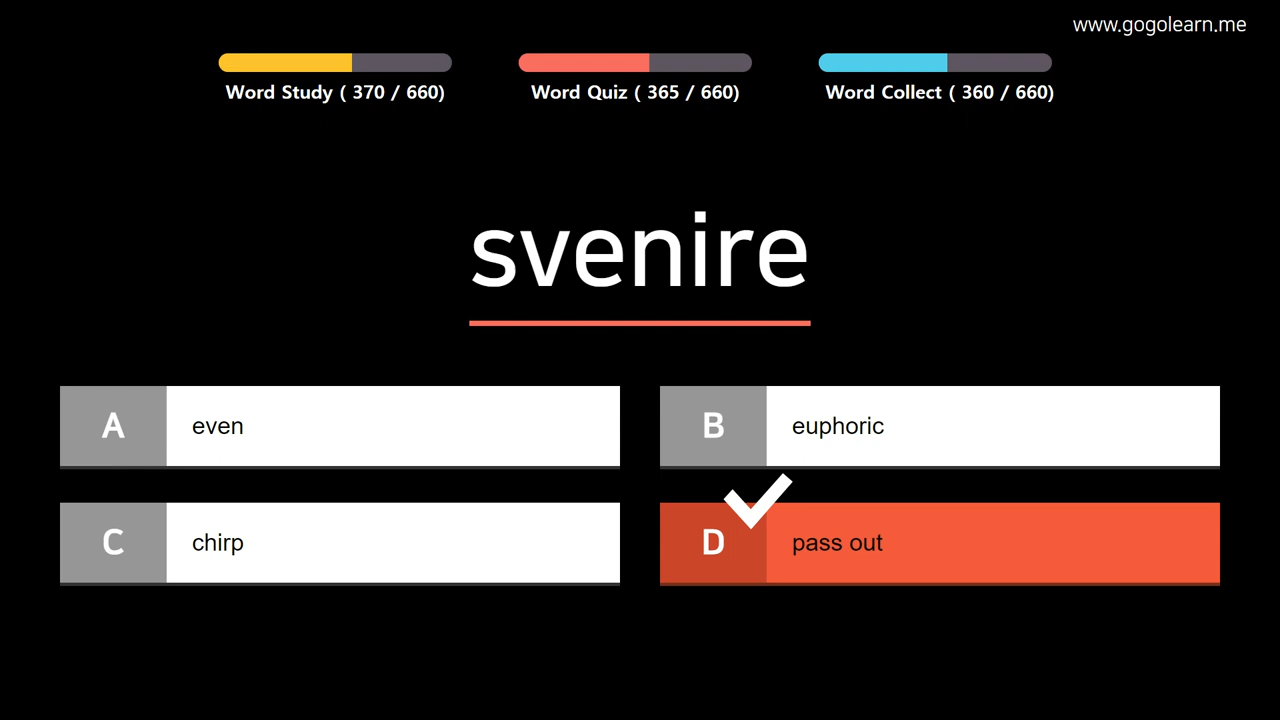 www.gogolearn.me
Word Study ( 370 / 660)
Word Quiz ( 365 / 660)
Word Collect ( 360 / 660)
svenire
A even
B euphoric
C chirp
D pass out